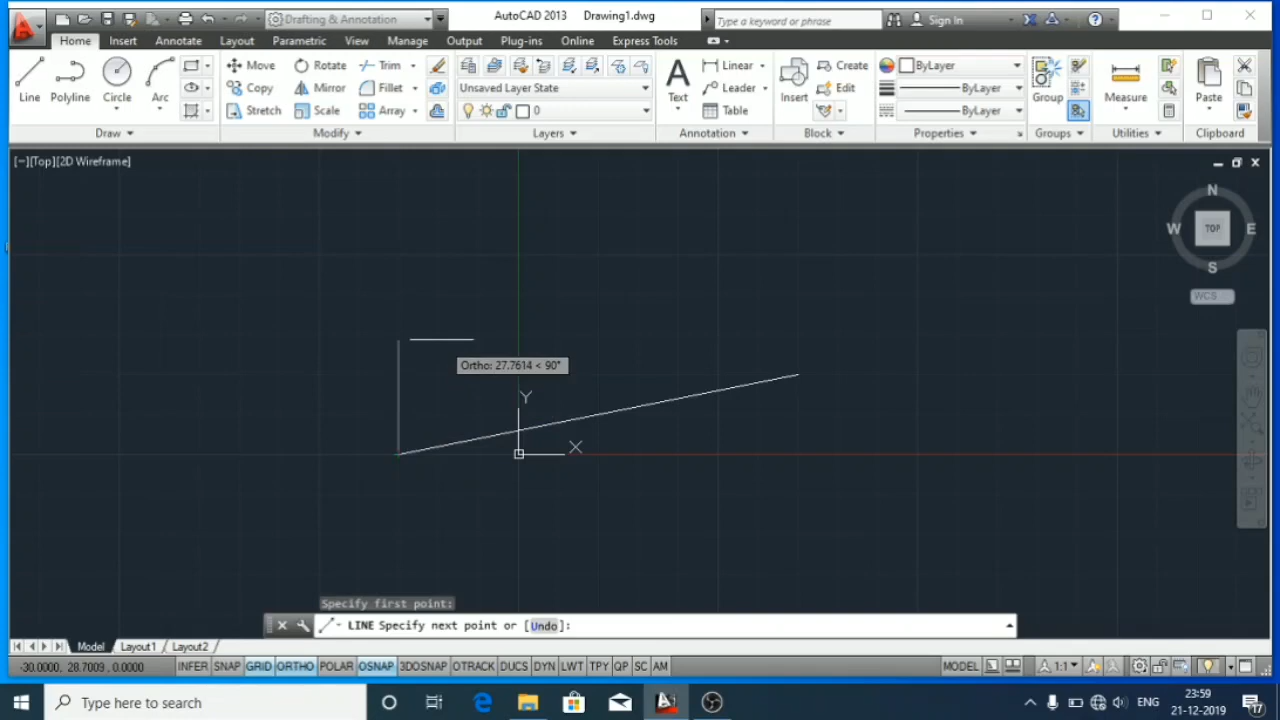 Drafting & Annotation
AutoCAD 2013 Drawing1.dwg
Type a keyword or phrase
Sign In
Home Insert Annotate Layout Parametric View Manage Output Plug-ins Online Express Tools
Line Polyline Circle Arc
Move Rotate Trim
Copy Mirror Fillet
Stretch Scale Array
Unsaved Layer State
0
Text
Linear
Leader
Table
Insert
Create
Edit
ByLayer
ByLayer
ByLayer
Group
Measure
Paste
Draw Modify Layers Annotation Block Properties Groups Utilities Clipboard
[−][Top][2D Wireframe]
N
W TOP E
S
WCS
Ortho: 27.7614 < 90°
Y
X
Specify first point:
LINE Specify next point or [Undo]:
Model Layout1 Layout2
-30.0000, 28.7009, 0.0000 INFER SNAP GRID ORTHO POLAR OSNAP 3DOSNAP OTRACK DUCS DYN LWT TPY QP SC AM MODEL 1:1
Type here to search
ENG
23:59
21-12-2019
17